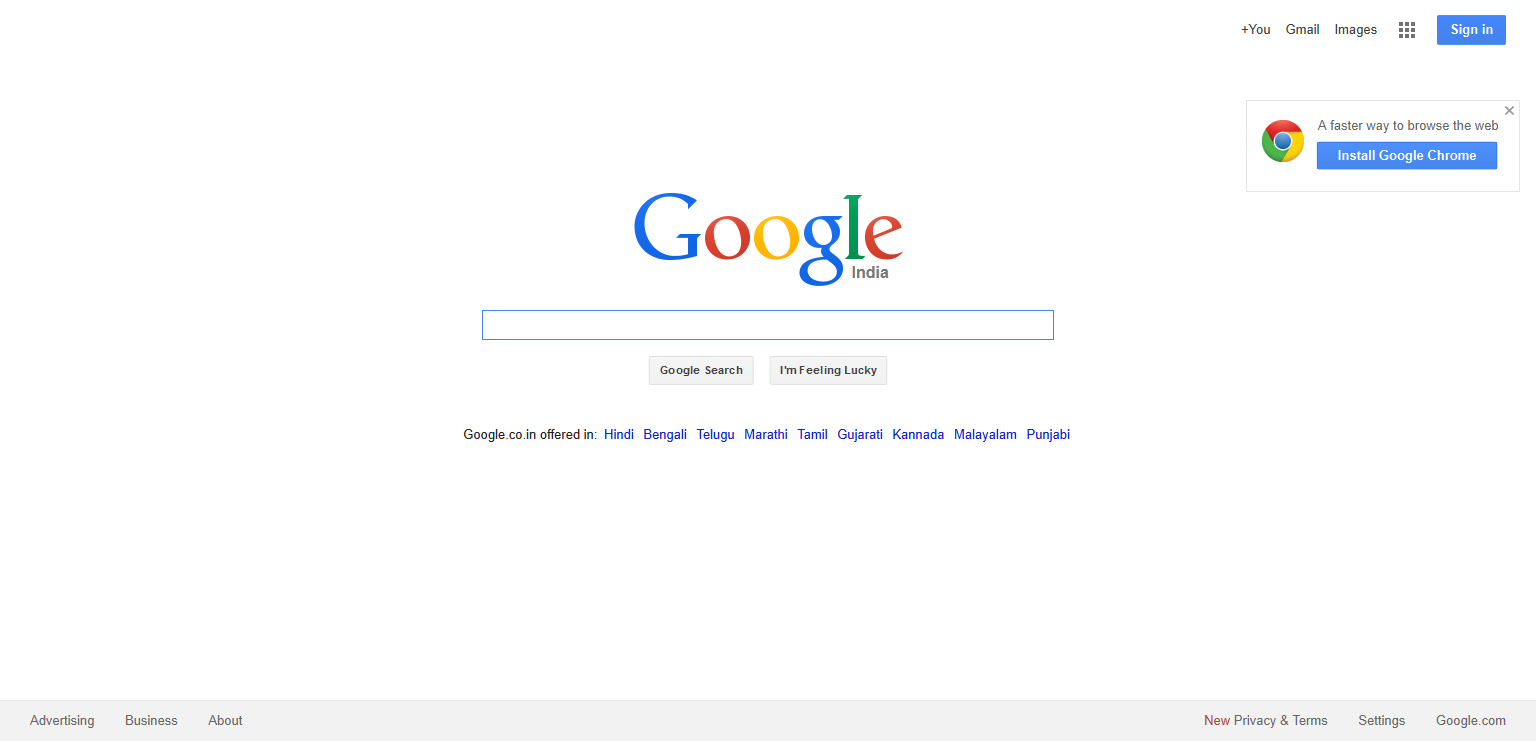 +You Gmail Images Sign in
A faster way to browse the web
Install Google Chrome
Google
India
Google Search I'm Feeling Lucky
Google.co.in offered in: Hindi Bengali Telugu Marathi Tamil Gujarati Kannada Malayalam Punjabi
Advertising Business About New Privacy & Terms Settings Google.com